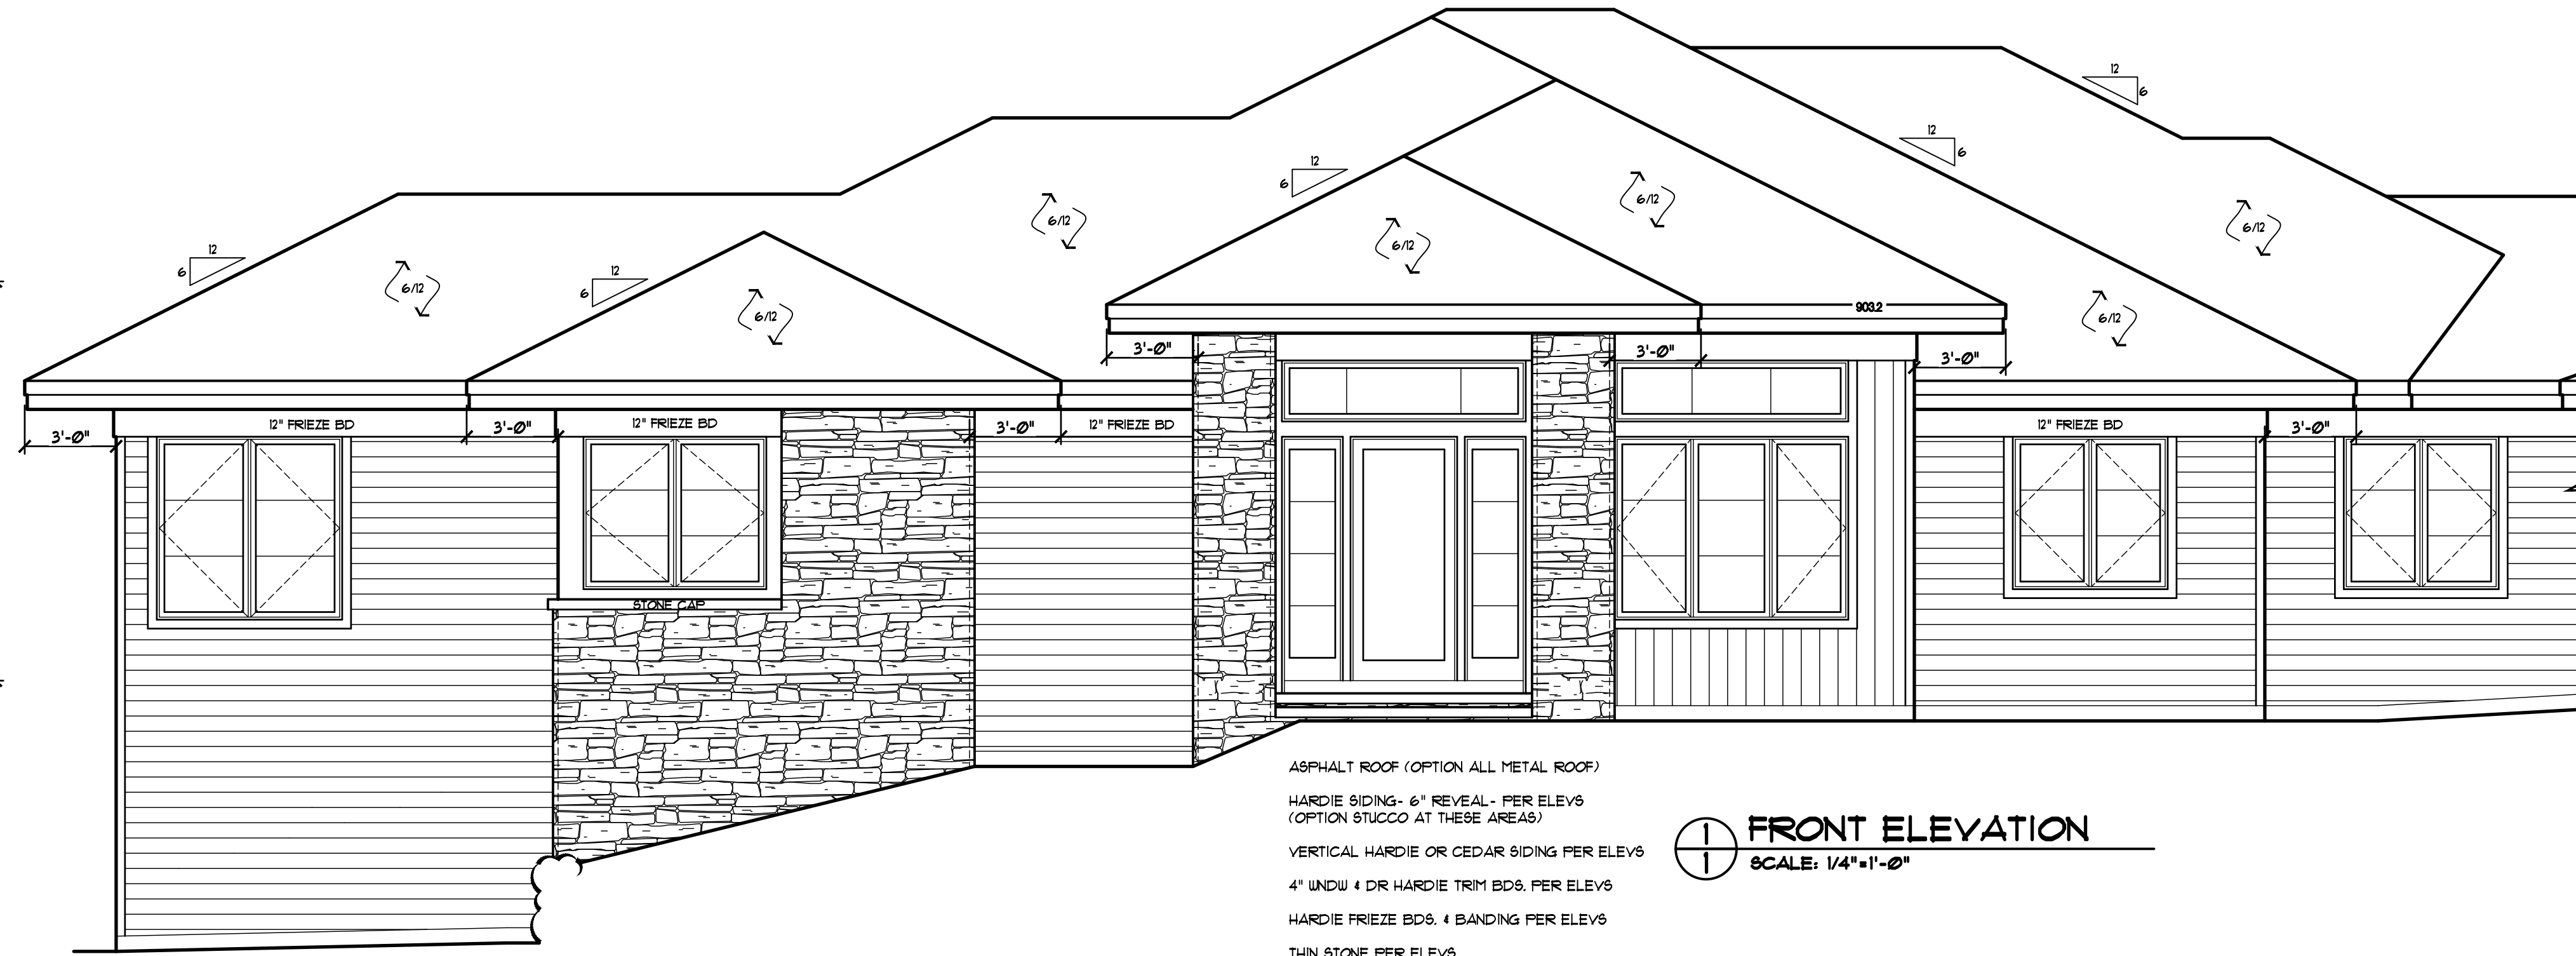 12
6
12
6
12
6
12
6
12
6
6/12
6/12
6/12
6/12
6/12
6/12
6/12
903.2
3'-0"
3'-0"
3'-0"
12" FRIEZE BD
12" FRIEZE BD
12" FRIEZE BD
12" FRIEZE BD
3'-0"
3'-0"
3'-0"
3'-0"
STONE CAP
ASPHALT ROOF (OPTION ALL METAL ROOF)
HARDIE SIDING- 6" REVEAL- PER ELEVS
(OPTION STUCCO AT THESE AREAS)
VERTICAL HARDIE OR CEDAR SIDING PER ELEVS
4" WNDW & DR HARDIE TRIM BDS. PER ELEVS
HARDIE FRIEZE BDS. & BANDING PER ELEVS
THIN STONE PER ELEVS
1
1
FRONT ELEVATION
SCALE: 1/4"=1'-0"